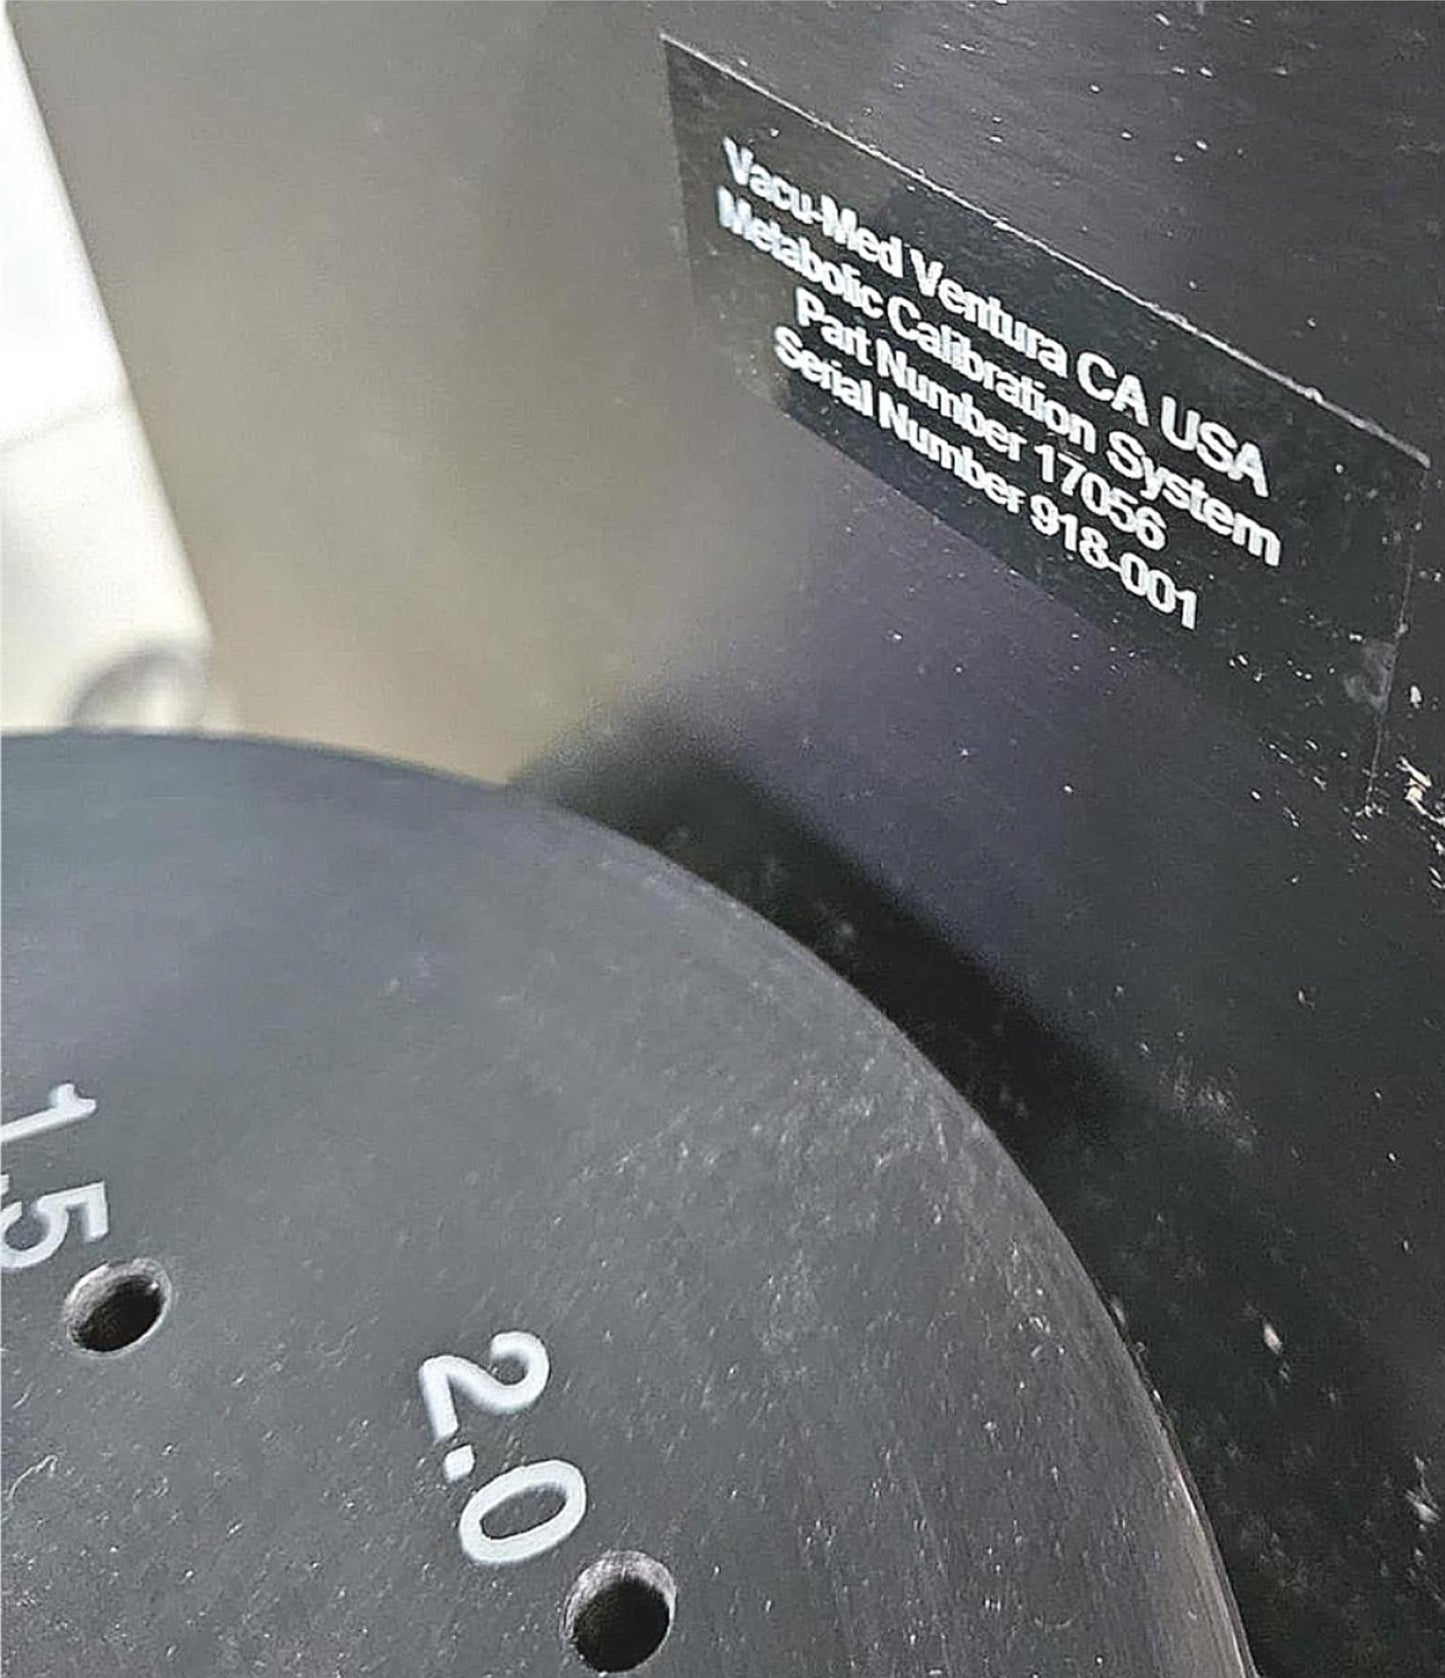 Vacu-Med Ventura CA USA
Metabolic Calibration System
Part Number 17056
Serial Number 918-001
1.5
2.0